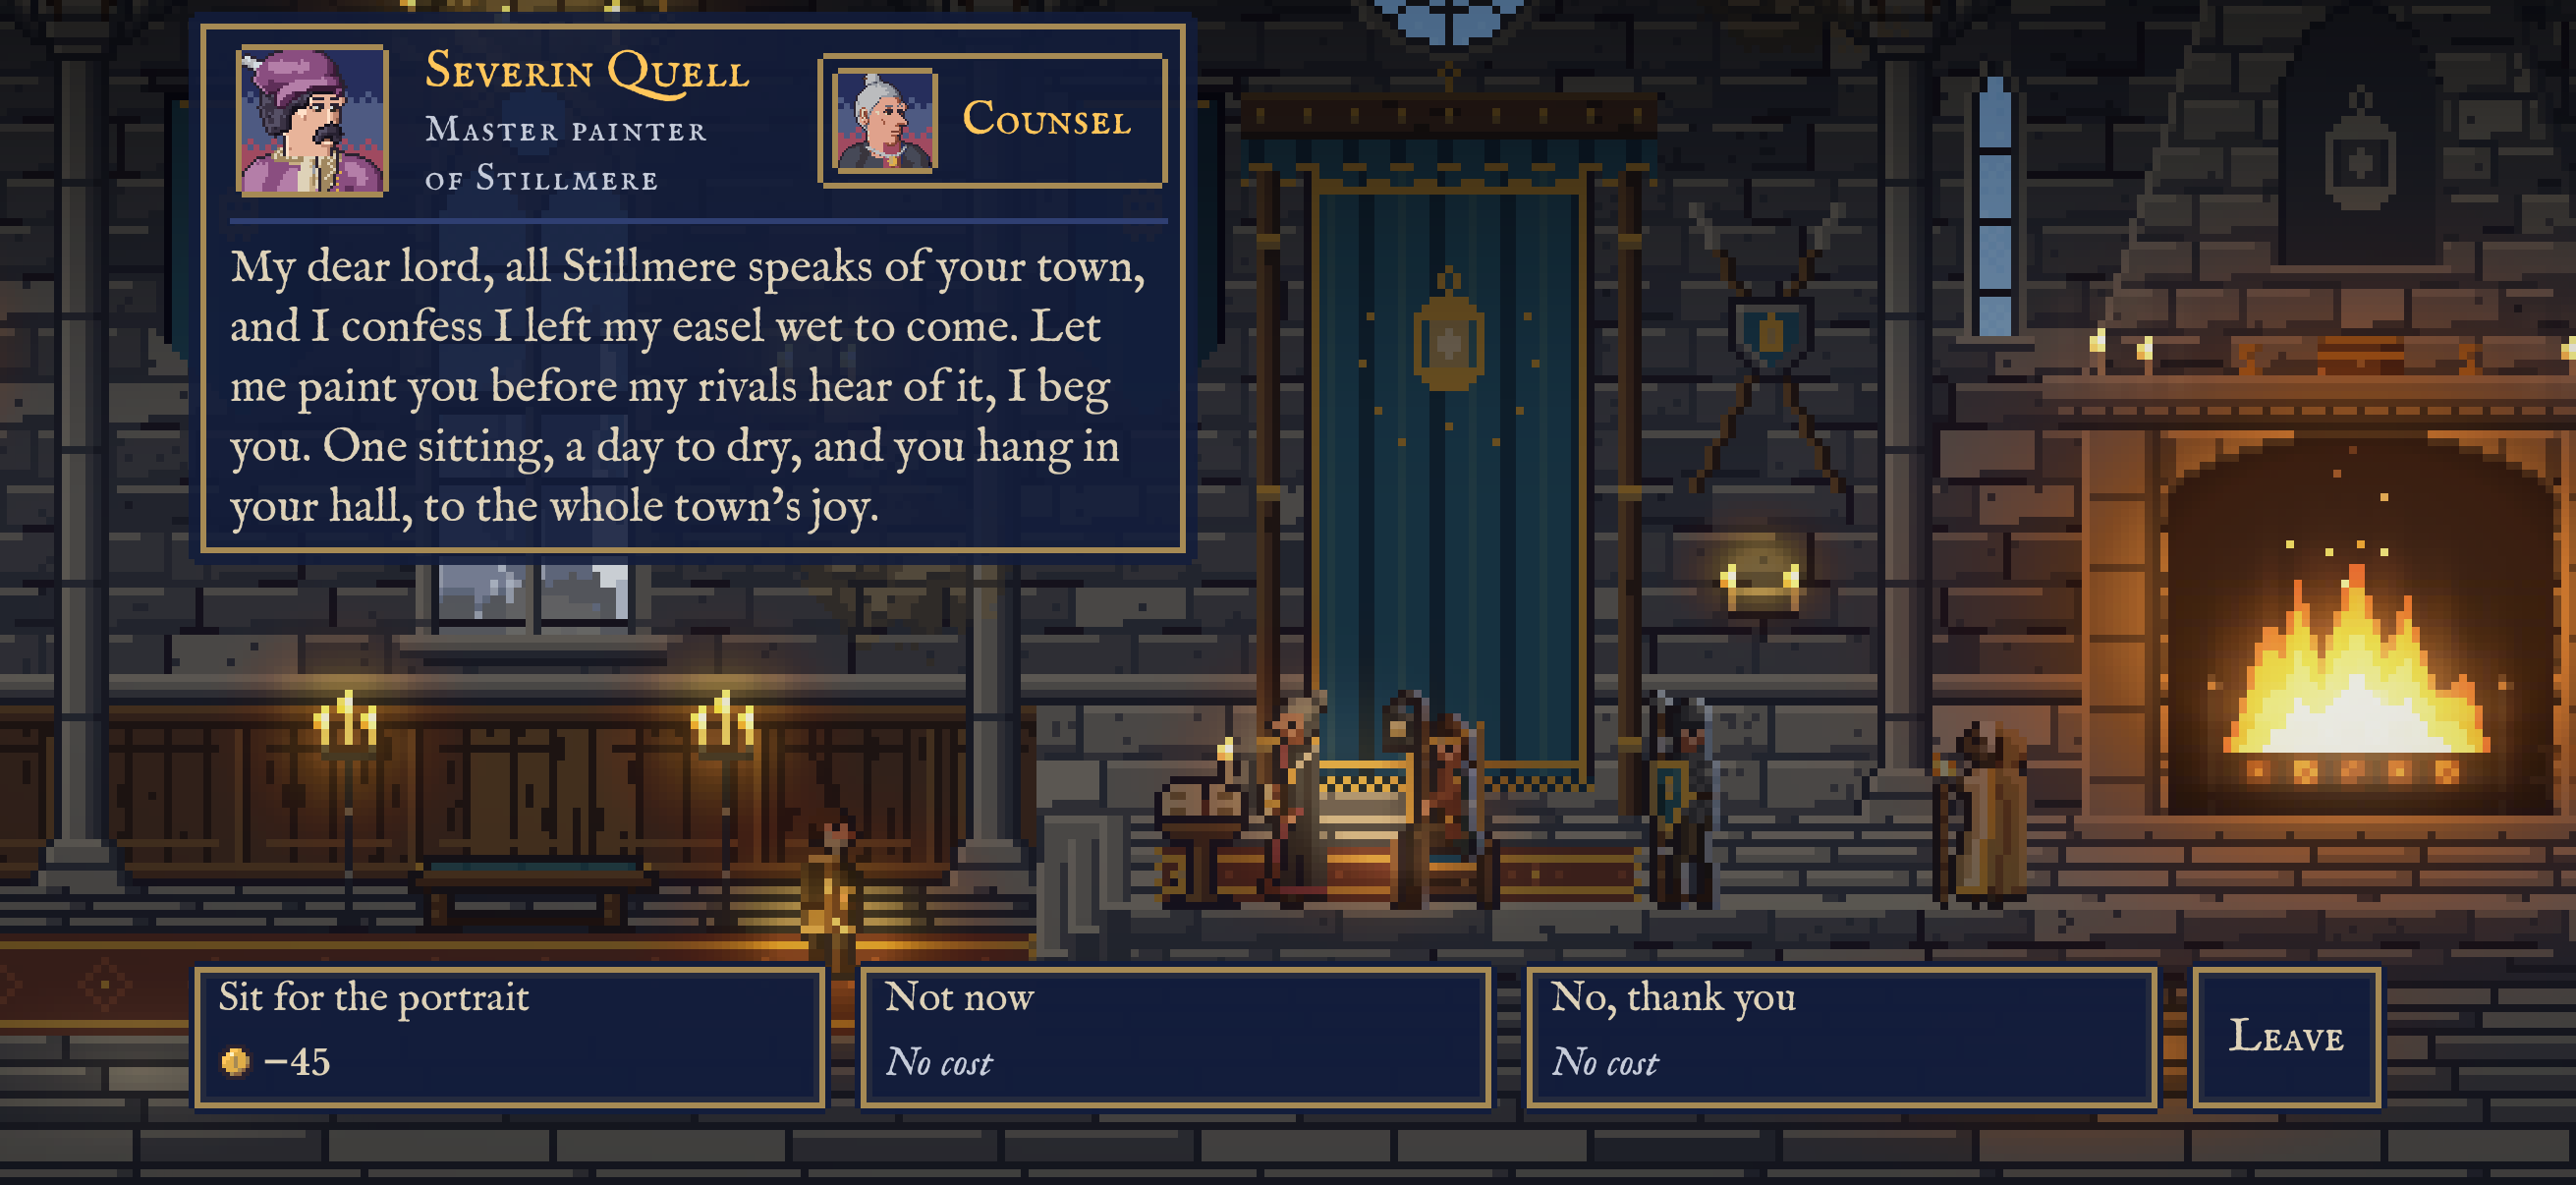 Severin Quell
Master painter
of Stillmere
Counsel
My dear lord, all Stillmere speaks of your town,
and I confess I left my easel wet to come. Let
me paint you before my rivals hear of it, I beg
you. One sitting, a day to dry, and you hang in
your hall, to the whole town's joy.
Sit for the portrait
−45
Not now
No cost
No, thank you
No cost
Leave